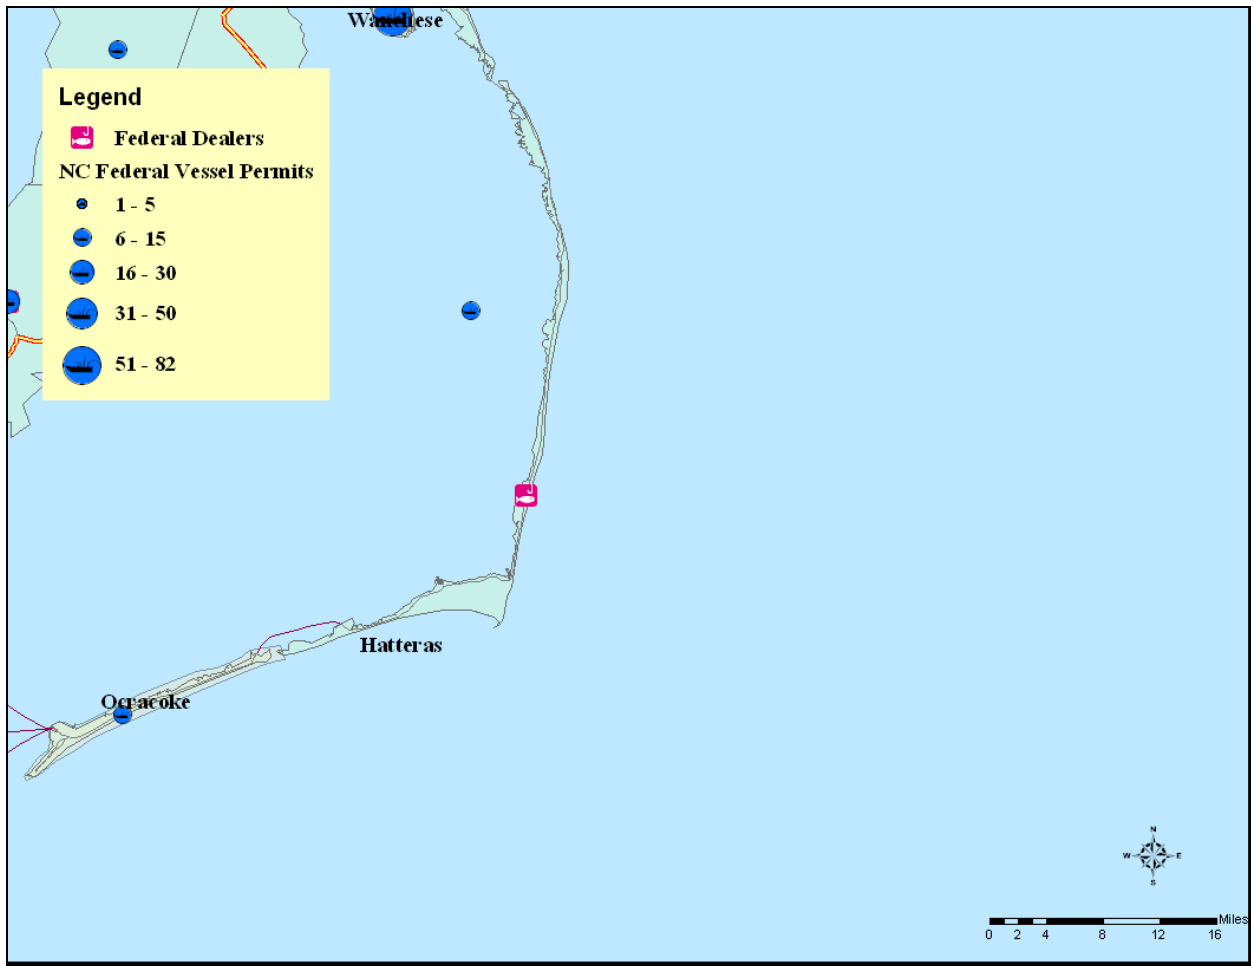 Wanchese
Legend
Federal Dealers
NC Federal Vessel Permits
1 - 5
6 - 15
16 - 30
31 - 50
51 - 82
Hatteras
Ocracoke
N
W E
S
Miles
0 2 4 8 12 16